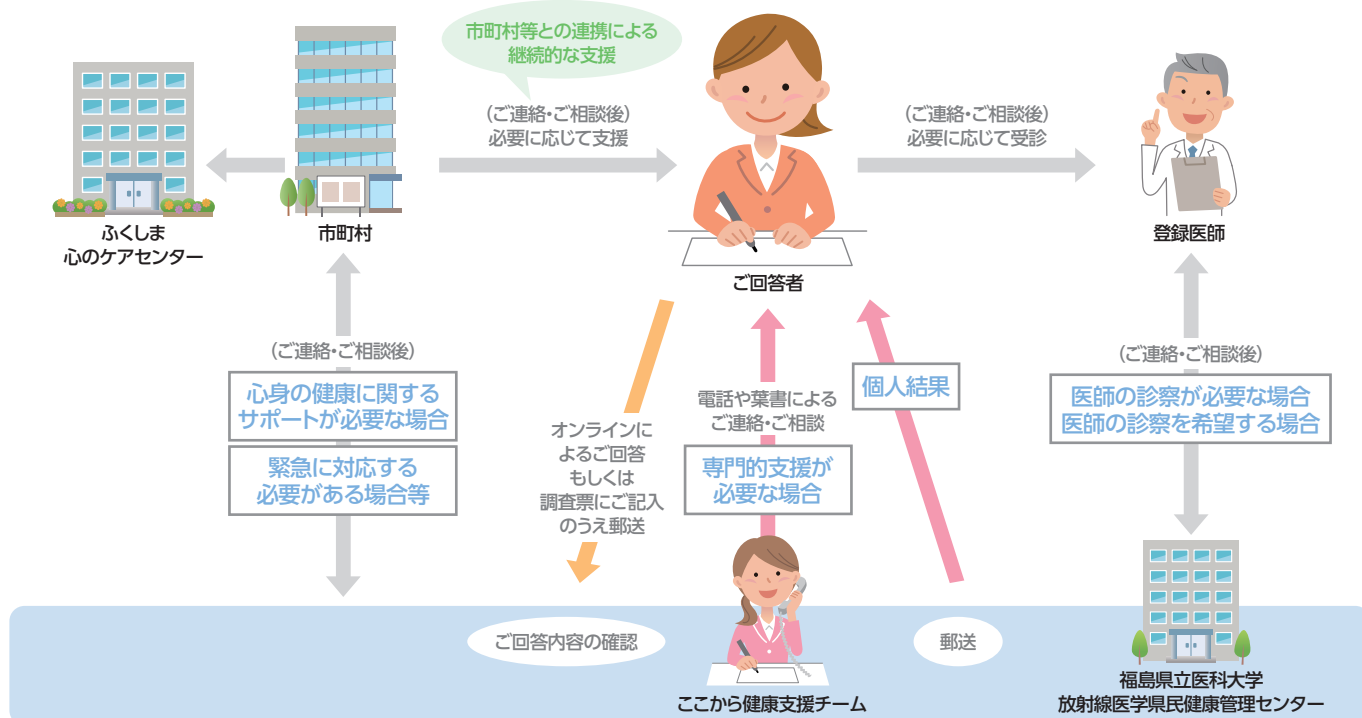 市町村等との連携による
継続的な支援
(ご連絡・ご相談後)
必要に応じて支援
(ご連絡・ご相談後)
必要に応じて受診
ふくしま
心のケアセンター
市町村
ご回答者
登録医師
(ご連絡・ご相談後)
心身の健康に関する
サポートが必要な場合
緊急に対応する
必要がある場合等
オンラインに
よるご回答
もしくは
調査票にご記入
のうえ郵送
電話や葉書による
ご連絡・ご相談
専門的支援が
必要な場合
個人結果
(ご連絡・ご相談後)
医師の診察が必要な場合
医師の診察を希望する場合
ご回答内容の確認
郵送
ここから健康支援チーム
福島県立医科大学
放射線医学県民健康管理センター